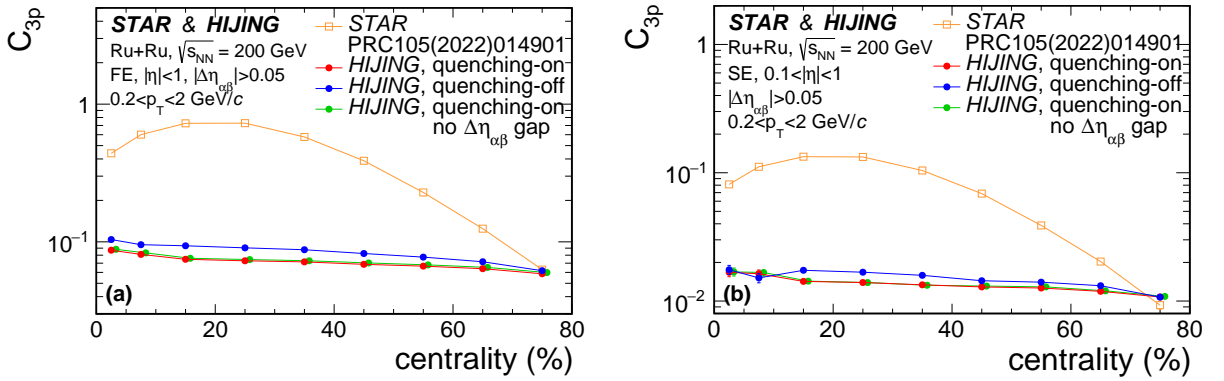 C3p
STAR & HIJING
Ru+Ru, √sNN = 200 GeV
FE, |η|<1, |Δηαβ|>0.05
0.2<pT<2 GeV/c
STAR
PRC105(2022)014901
HIJING, quenching-on
HIJING, quenching-off
HIJING, quenching-on
no Δηαβ gap
1
10−1
(a)
0 20 40 60 80
centrality (%)
C3p
STAR & HIJING
Ru+Ru, √sNN = 200 GeV
SE, 0.1<|η|<1
|Δηαβ|>0.05
0.2<pT<2 GeV/c
STAR
PRC105(2022)014901
HIJING, quenching-on
HIJING, quenching-off
HIJING, quenching-on
no Δηαβ gap
1
10−1
10−2
(b)
0 20 40 60 80
centrality (%)